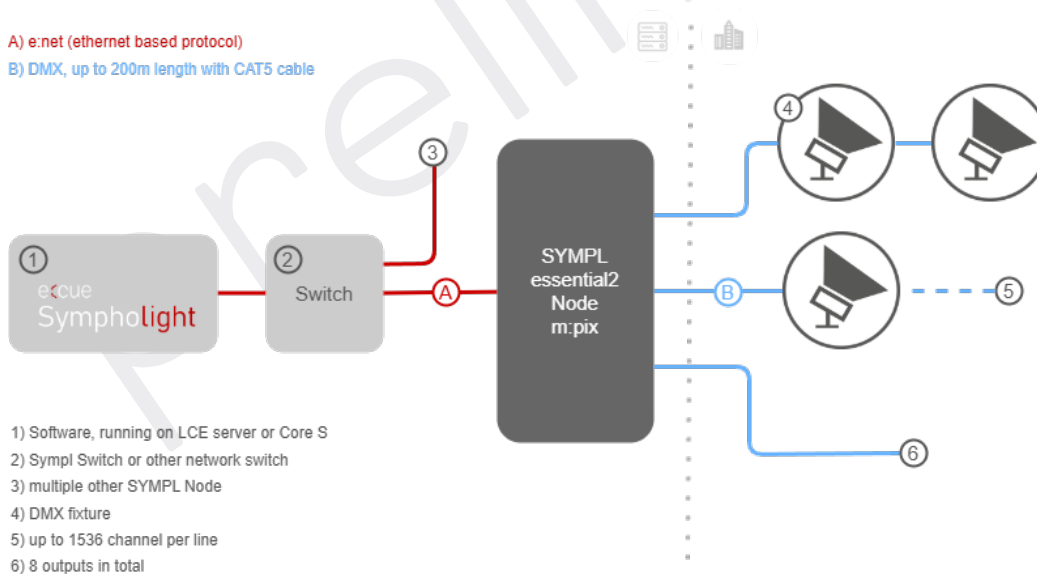 A) e:net (ethernet based protocol)
B) DMX, up to 200m length with CAT5 cable
preli
4
3
1
e:cue
Sympholight
2
Switch
A
SYMPL
essential2
Node
m:pix
B
5
6
1) Software, running on LCE server or Core S
2) Sympl Switch or other network switch
3) multiple other SYMPL Node
4) DMX fixture
5) up to 1536 channel per line
6) 8 outputs in total